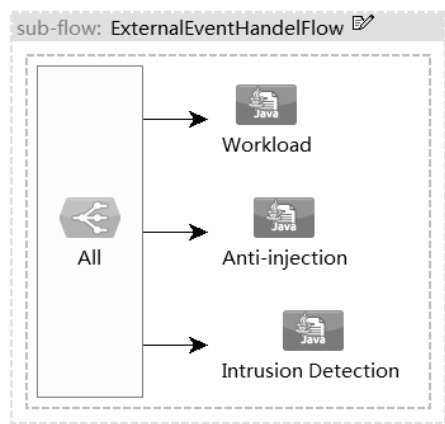 sub-flow: ExternalEventHandelFlow
Java
Workload
All
Java
Anti-injection
Java
Intrusion Detection